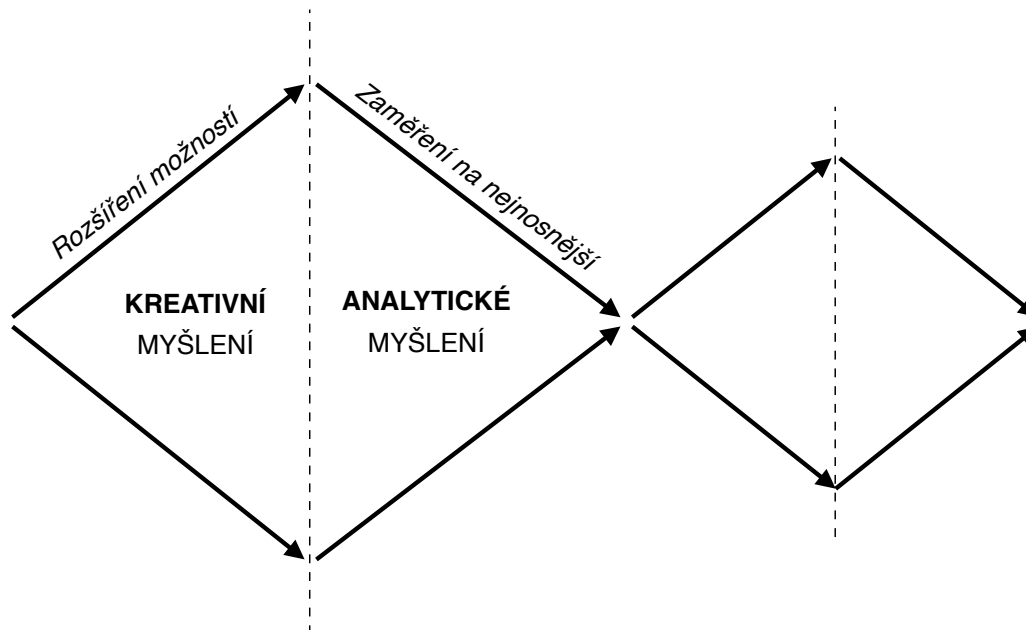 Rozšíření možností
Zaměření na nejnosnější
KREATIVNÍ
MYŠLENÍ
ANALYTICKÉ
MYŠLENÍ